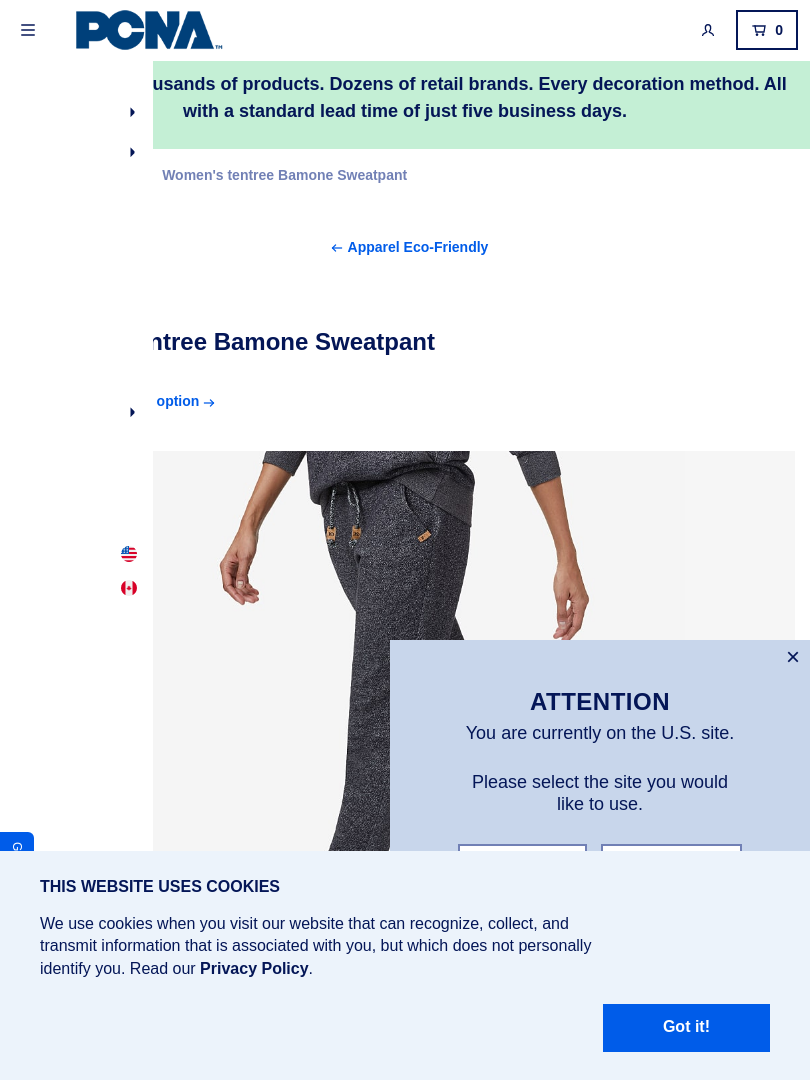 PCNA™
0
usands of products. Dozens of retail brands. Every decoration method. All
with a standard lead time of just five business days.
Women's tentree Bamone Sweatpant
← Apparel Eco-Friendly
ntree Bamone Sweatpant
option →
ATTENTION
You are currently on the U.S. site.
Please select the site you would
like to use.
G
THIS WEBSITE USES COOKIES
We use cookies when you visit our website that can recognize, collect, and
transmit information that is associated with you, but which does not personally
identify you. Read our Privacy Policy.
Got it!